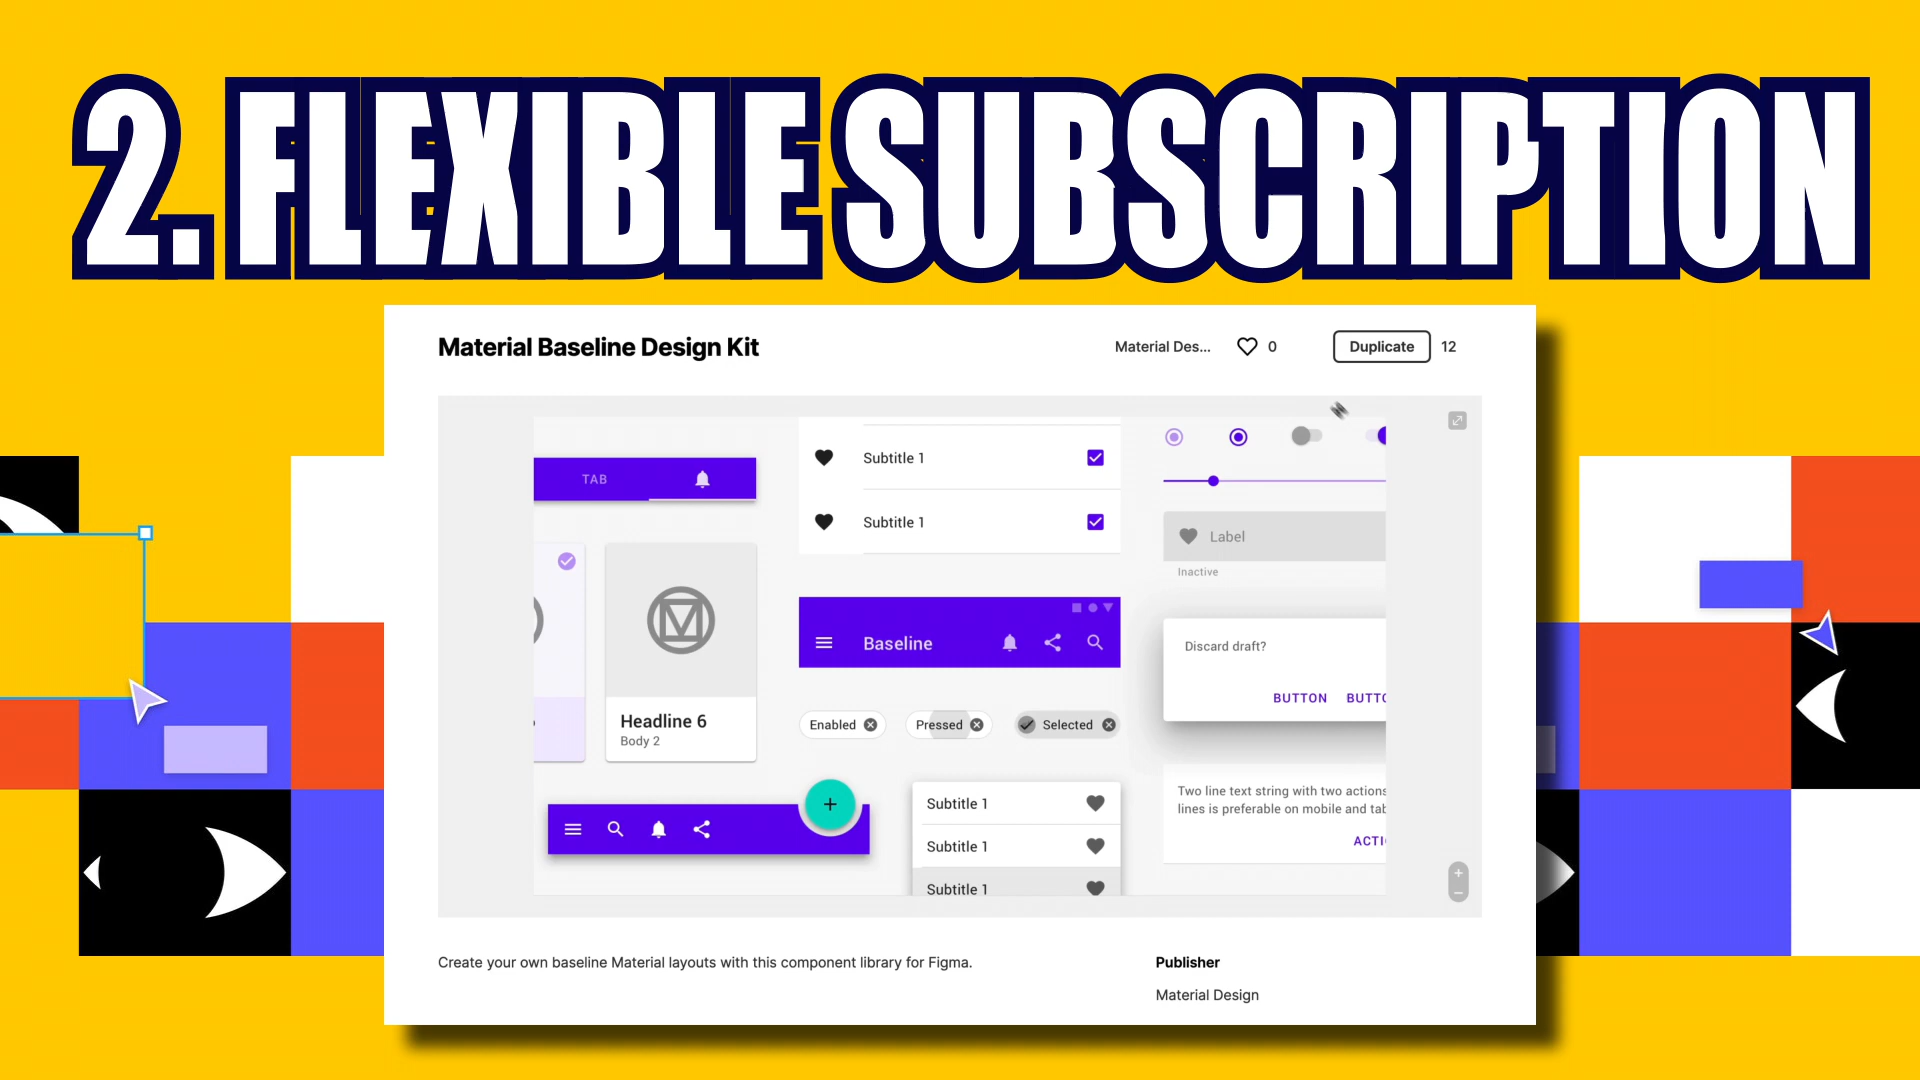 2. FLEXIBLE SUBSCRIPTION
Material Baseline Design Kit
Material Des...
0
Duplicate
12
TAB
Subtitle 1
Subtitle 1
Label
Inactive
Discard draft?
BUTTON
BUTTO
Baseline
Headline 6
Body 2
Enabled
Pressed
Selected
Subtitle 1
Subtitle 1
Subtitle 1
Two line text string with two actions
lines is preferable on mobile and tab
ACTI
Create your own baseline Material layouts with this component library for Figma.
Publisher
Material Design